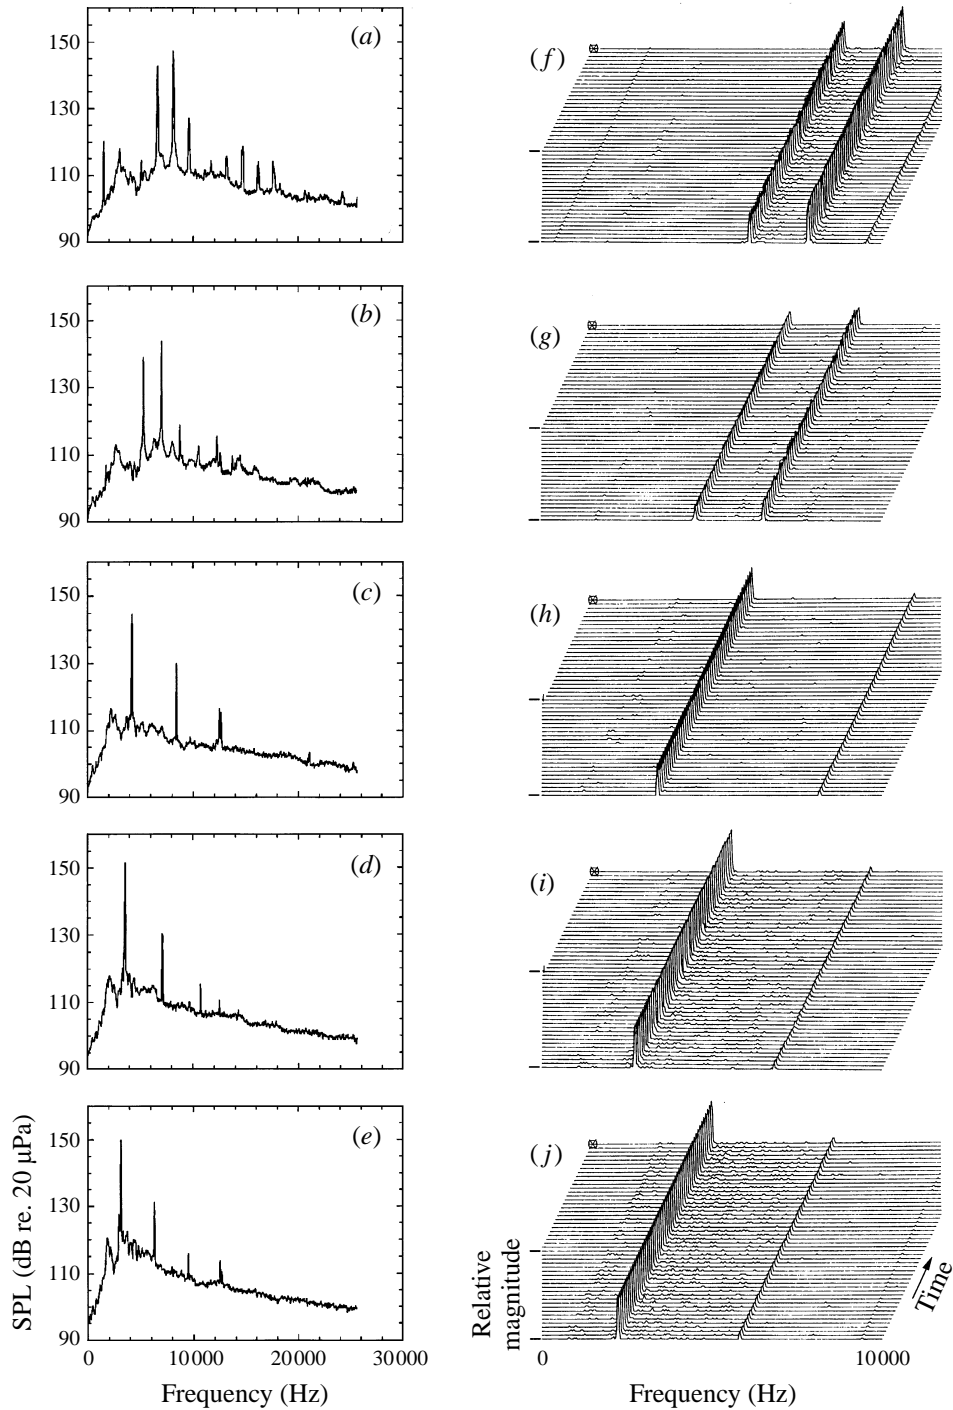 150
130
110
90
(a)
(f)
150
130
110
90
(b)
(g)
150
130
110
90
(c)
(h)
150
130
110
90
(d)
(i)
150
130
110
90
(e)
(j)
SPL (dB re. 20 µPa)
Relative
magnitude
Time
0 10000 20000 30000
0 10000
Frequency (Hz)
Frequency (Hz)